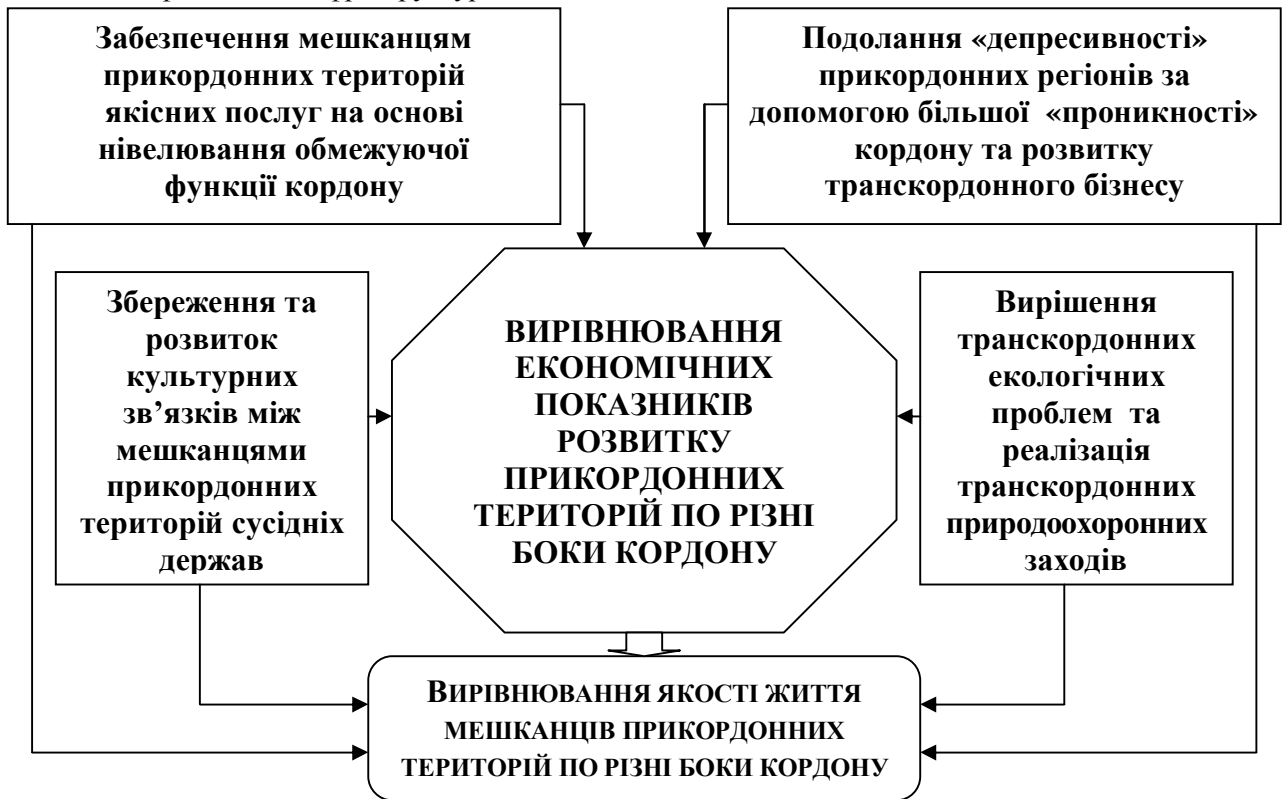 Забезпечення мешканцям
прикордонних територій
якісних послуг на основі
нівелювання обмежуючої
функції кордону
Подолання «депресивності»
прикордонних регіонів за
допомогою більшої «проникності»
кордону та розвитку
транскордонного бізнесу
Збереження та
розвиток
культурних
зв’язків між
мешканцями
прикордонних
територій сусідніх
держав
ВИРІВНЮВАННЯ
ЕКОНОМІЧНИХ
ПОКАЗНИКІВ
РОЗВИТКУ
ПРИКОРДОННИХ
ТЕРИТОРІЙ ПО РІЗНІ
БОКИ КОРДОНУ
Вирішення
транскордонних
екологічних
проблем та
реалізація
транскордонних
природоохоронних
заходів
ВИРІВНЮВАННЯ ЯКОСТІ ЖИТТЯ
МЕШКАНЦІВ ПРИКОРДОННИХ
ТЕРИТОРІЙ ПО РІЗНІ БОКИ КОРДОНУ